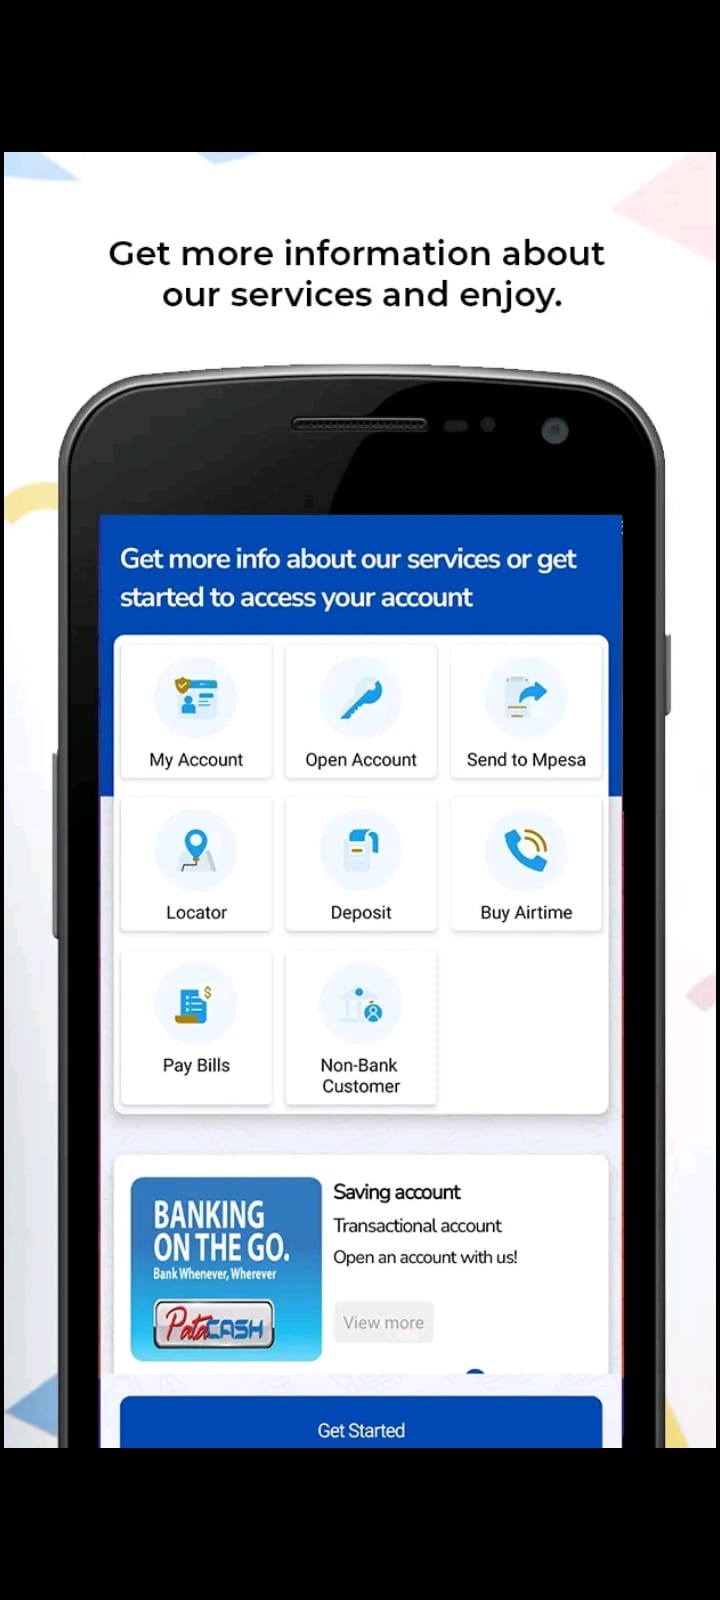 Get more information about
our services and enjoy.
Get more info about our services or get
started to access your account
My Account
Open Account
Send to Mpesa
Locator
Deposit
Buy Airtime
Pay Bills
Non-Bank
Customer
BANKING
ON THE GO.
Bank Whenever, Wherever
PataCASH
Saving account
Transactional account
Open an account with us!
View more
Get Started